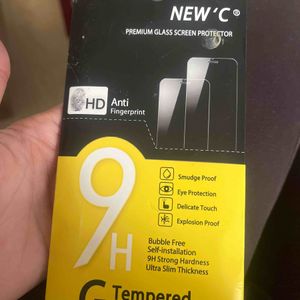 NEW'C ®
PREMIUM GLASS SCREEN PROTECTOR
HD Anti
Fingerprint
9H
Smudge Proof
Eye Protection
Delicate Touch
Explosion Proof
Bubble Free
Self-installation
9H Strong Hardness
Ultra Slim Thickness
G Tempered